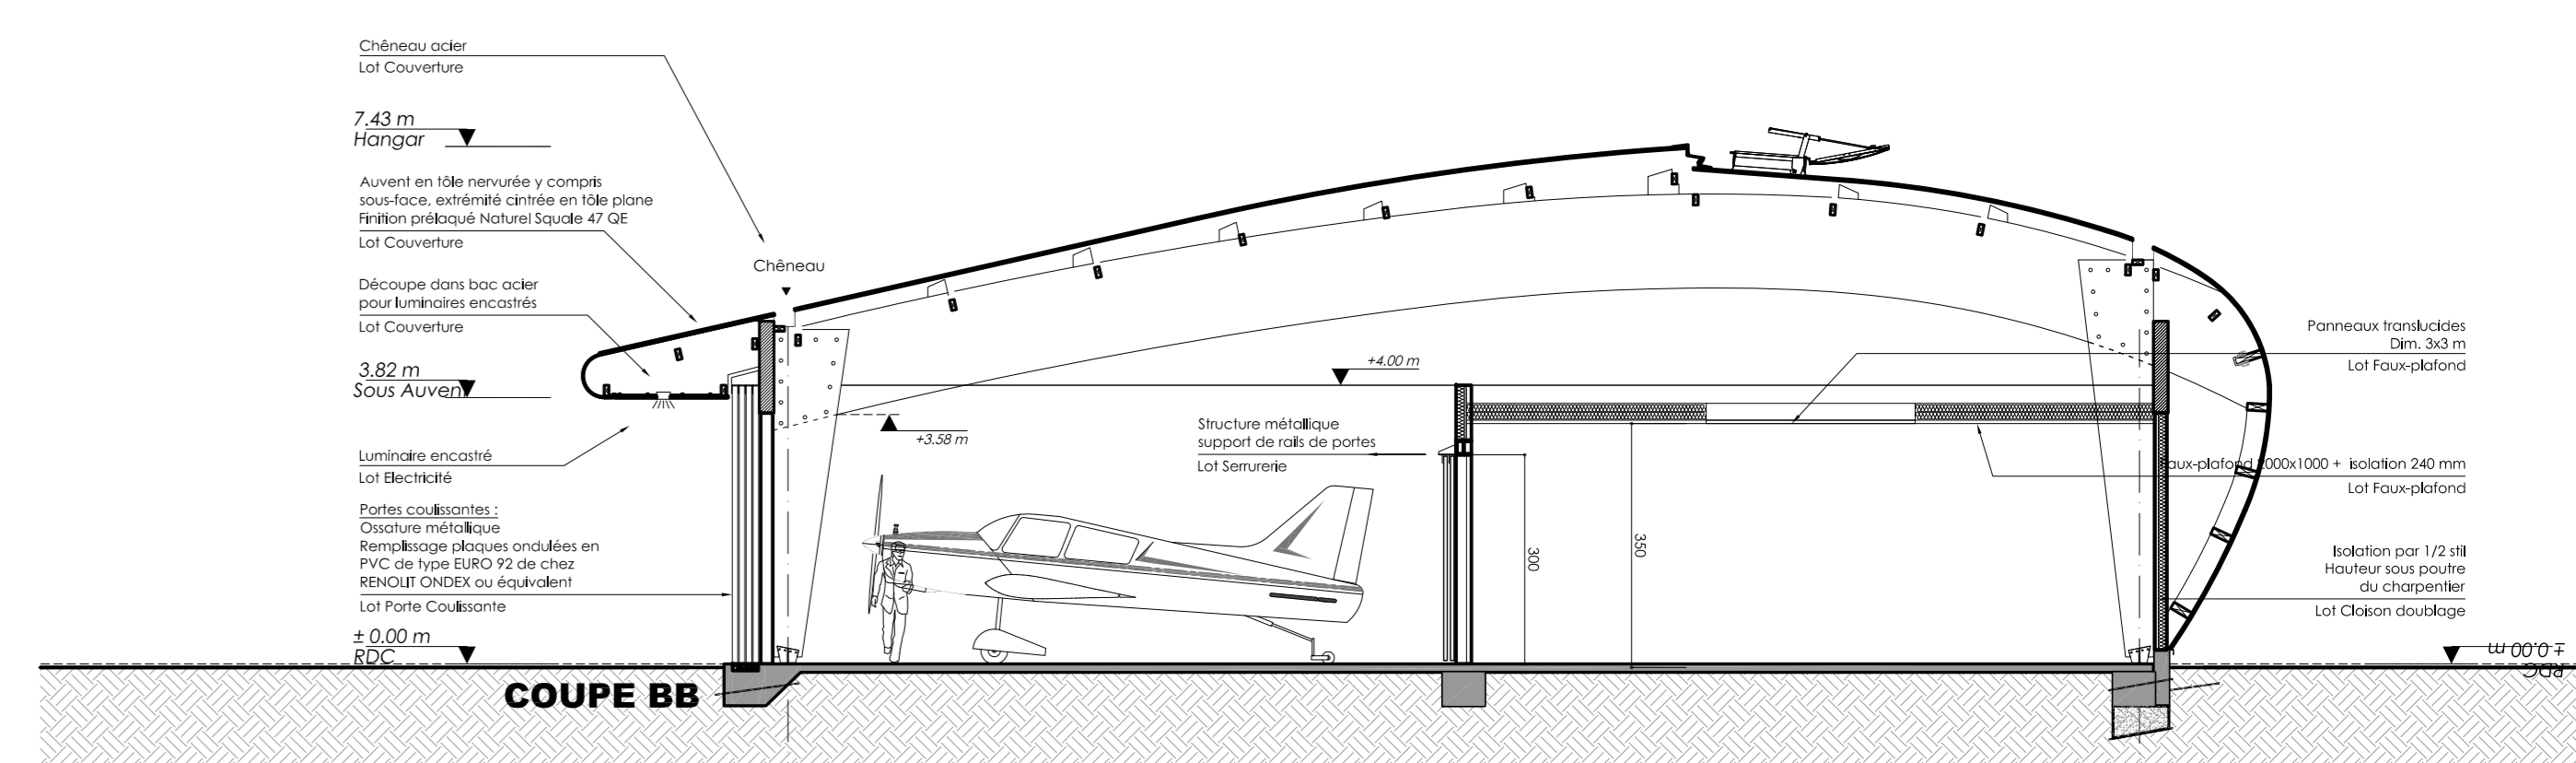 Chêneau acier
Lot Couverture
7.43 m
Hangar
Auvent en tôle nervurée y compris
sous-face, extrémité cintrée en tôle plane
Finition prélaqué Naturel Squale 47 QE
Lot Couverture
Chêneau
Découpe dans bac acier
pour luminaires encastrés
Lot Couverture
3.82 m
Sous Auvent
Luminaire encastré
Lot Electricité
Portes coulissantes :
Ossature métallique
Remplissage plaques ondulées en
PVC de type EURO 92 de chez
RENOLIT ONDEX ou équivalent
Lot Porte Coulissante
± 0.00 m
RDC
COUPE BB
+3.58 m
+4.00 m
Structure métallique
support de rails de portes
Lot Serrurerie
300
350
Panneaux translucides
Dim. 3x3 m
Lot Faux-plafond
Faux-plafond 2000x1000 + isolation 240 mm
Lot Faux-plafond
Isolation par 1/2 stil
Hauteur sous poutre
du charpentier
Lot Cloison doublage
± 0.00 m
RDC